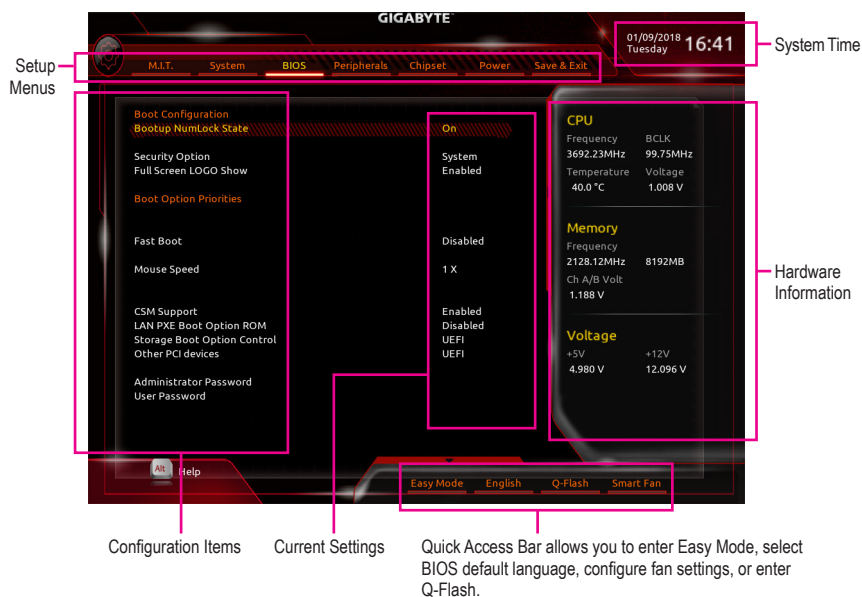 GIGABYTE™
01/09/2018
Tuesday 16:41
System Time
Setup
Menus
M.I.T. System BIOS Peripherals Chipset Power Save & Exit
Boot Configuration
Bootup NumLock State On
Security Option System
Full Screen LOGO Show Enabled
Boot Option Priorities
Fast Boot Disabled
Mouse Speed 1 X
CSM Support Enabled
LAN PXE Boot Option ROM Disabled
Storage Boot Option Control UEFI
Other PCI devices UEFI
Administrator Password
User Password
CPU
Frequency BCLK
3692.23MHz 99.75MHz
Temperature Voltage
40.0 °C 1.008 V
Memory
Frequency
2128.12MHz 8192MB
Ch A/B Volt
1.188 V
Voltage
+5V +12V
4.980 V 12.096 V
Hardware
Information
Alt Help
Easy Mode English Q-Flash Smart Fan
Configuration Items
Current Settings
Quick Access Bar allows you to enter Easy Mode, select
BIOS default language, configure fan settings, or enter
Q-Flash.